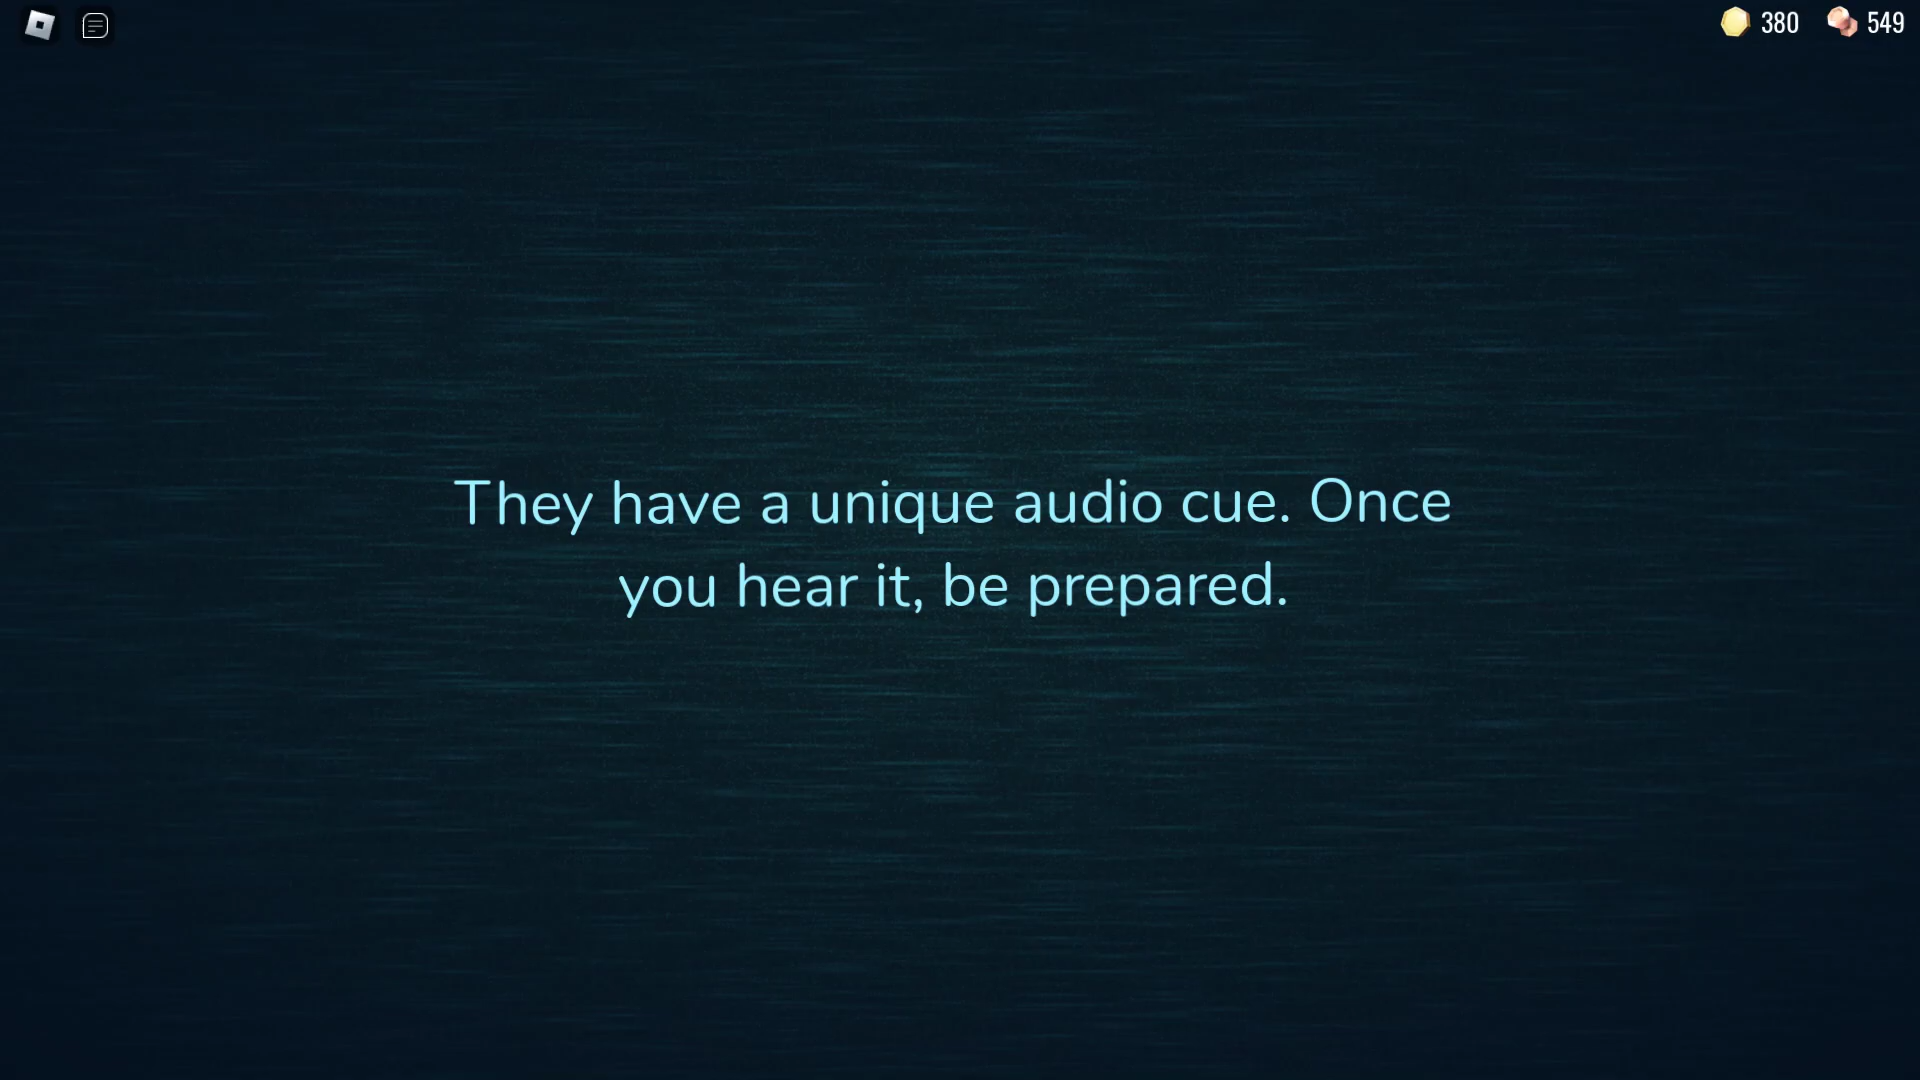 380 549
They have a unique audio cue. Once
you hear it, be prepared.